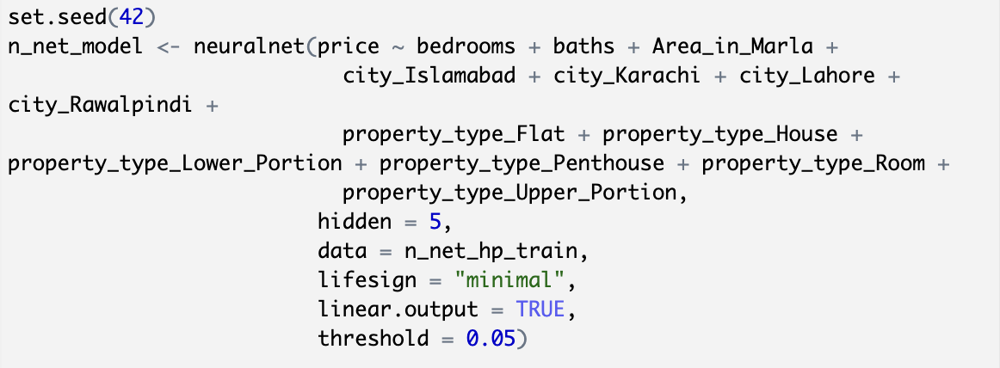 set.seed(42)
n_net_model <- neuralnet(price ~ bedrooms + baths + Area_in_Marla +
city_Islamabad + city_Karachi + city_Lahore +
city_Rawalpindi +
property_type_Flat + property_type_House +
property_type_Lower_Portion + property_type_Penthouse + property_type_Room +
property_type_Upper_Portion,
hidden = 5,
data = n_net_hp_train,
lifesign = "minimal",
linear.output = TRUE,
threshold = 0.05)